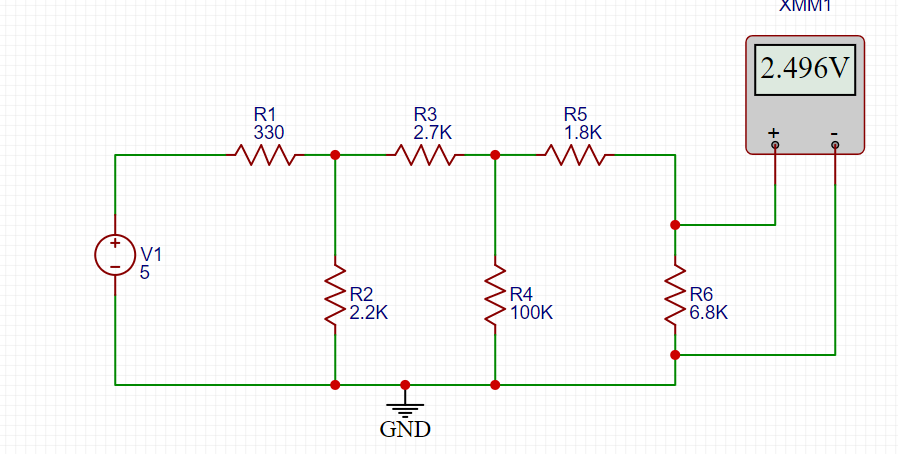 XMM1
2.496V
+ -
R1
330
R3
2.7K
R5
1.8K
+
V1
5
−
R2
2.2K
R4
100K
R6
6.8K
GND